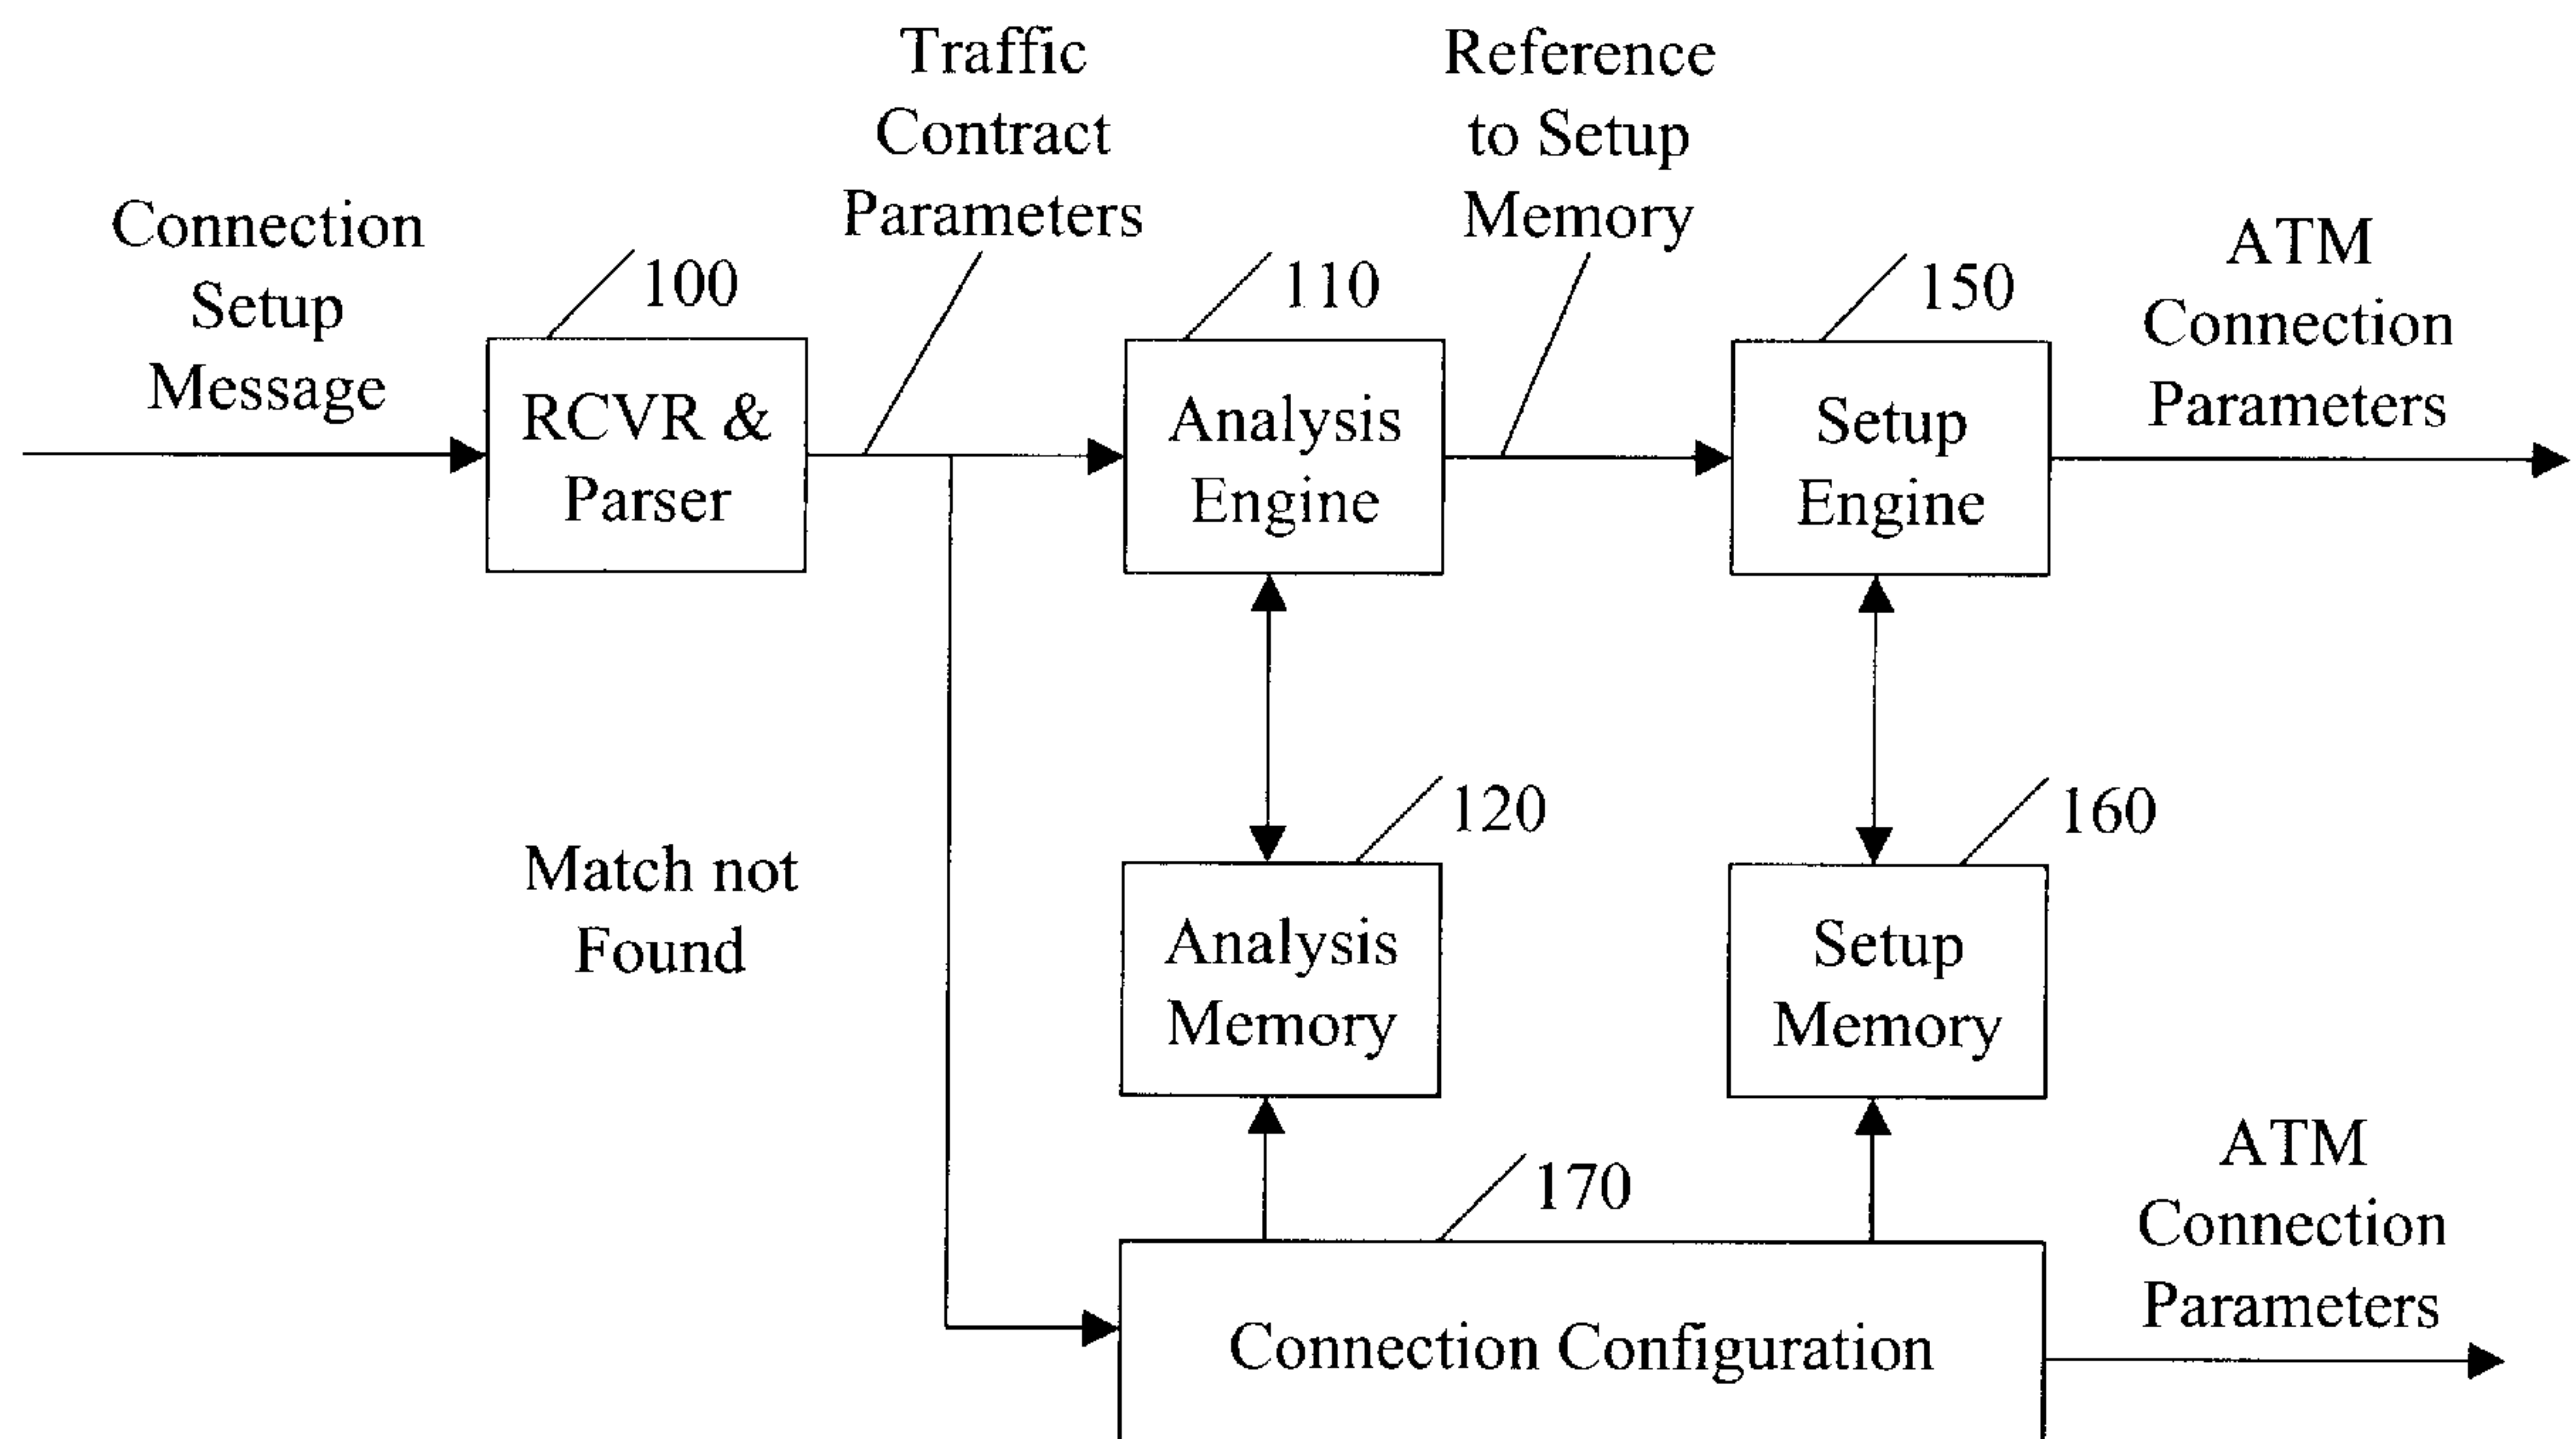 Traffic
Contract
Parameters
Reference
to Setup
Memory
Connection
Setup
Message
ATM
Connection
Parameters
100
110
150
RCVR &
Parser
Analysis
Engine
Setup
Engine
120
160
Match not
Found
Analysis
Memory
Setup
Memory
170
ATM
Connection
Parameters
Connection Configuration